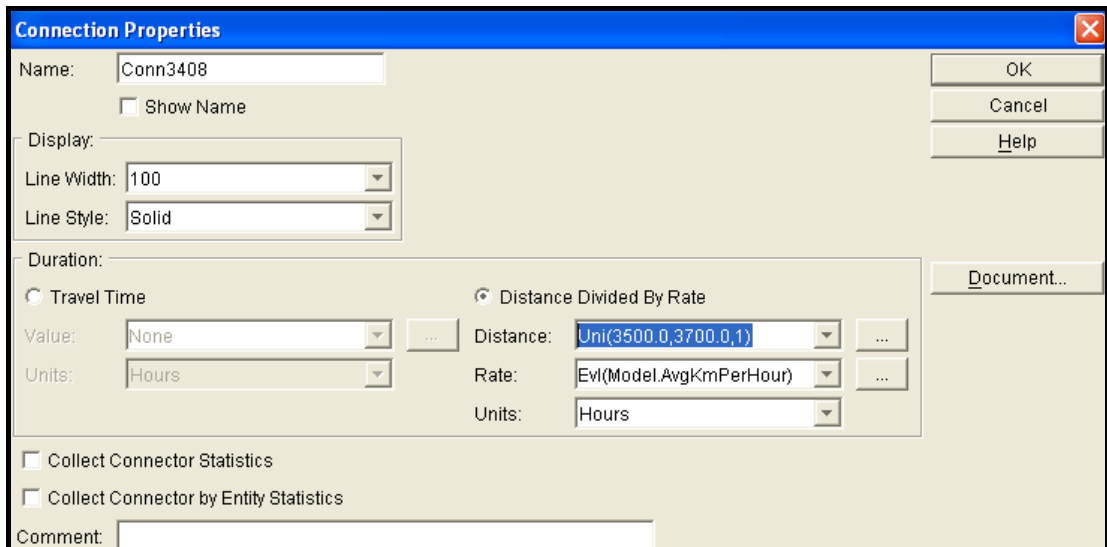 Connection Properties
Name: Conn3408 OK
Show Name Cancel
Display: Help
Line Width: 100
Line Style: Solid
Duration: Document...
Travel Time Distance Divided By Rate
Value: None ... Distance: Uni(3500.0,3700.0,1) ...
Units: Hours Rate: Evl(Model.AvgKmPerHour) ...
Units: Hours
Collect Connector Statistics
Collect Connector by Entity Statistics
Comment: